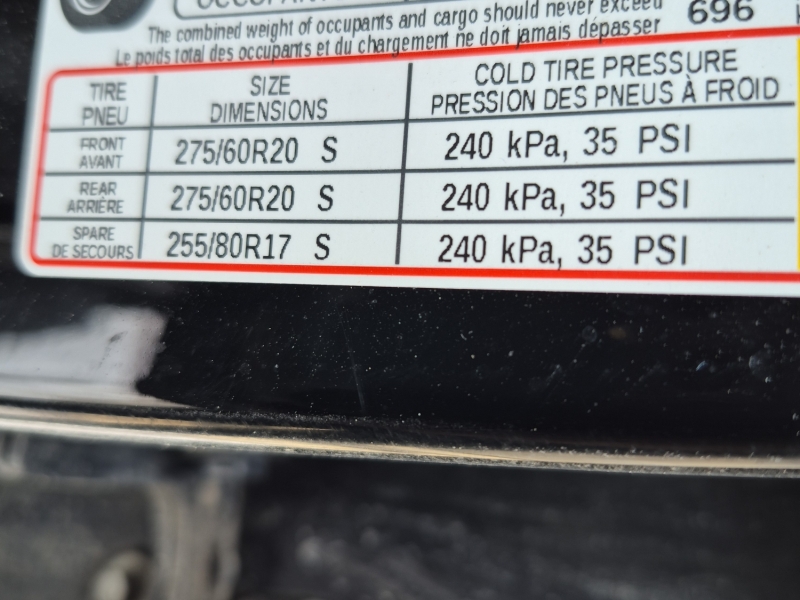 The combined weight of occupants and cargo should never exceed 696
Le poids total des occupants et du chargement ne doit jamais dépasser
TIRE
PNEU
SIZE
DIMENSIONS
COLD TIRE PRESSURE
PRESSION DES PNEUS À FROID
FRONT
AVANT
275/60R20 S
240 kPa, 35 PSI
REAR
ARRIÈRE
275/60R20 S
240 kPa, 35 PSI
SPARE
DE SECOURS
255/80R17 S
240 kPa, 35 PSI